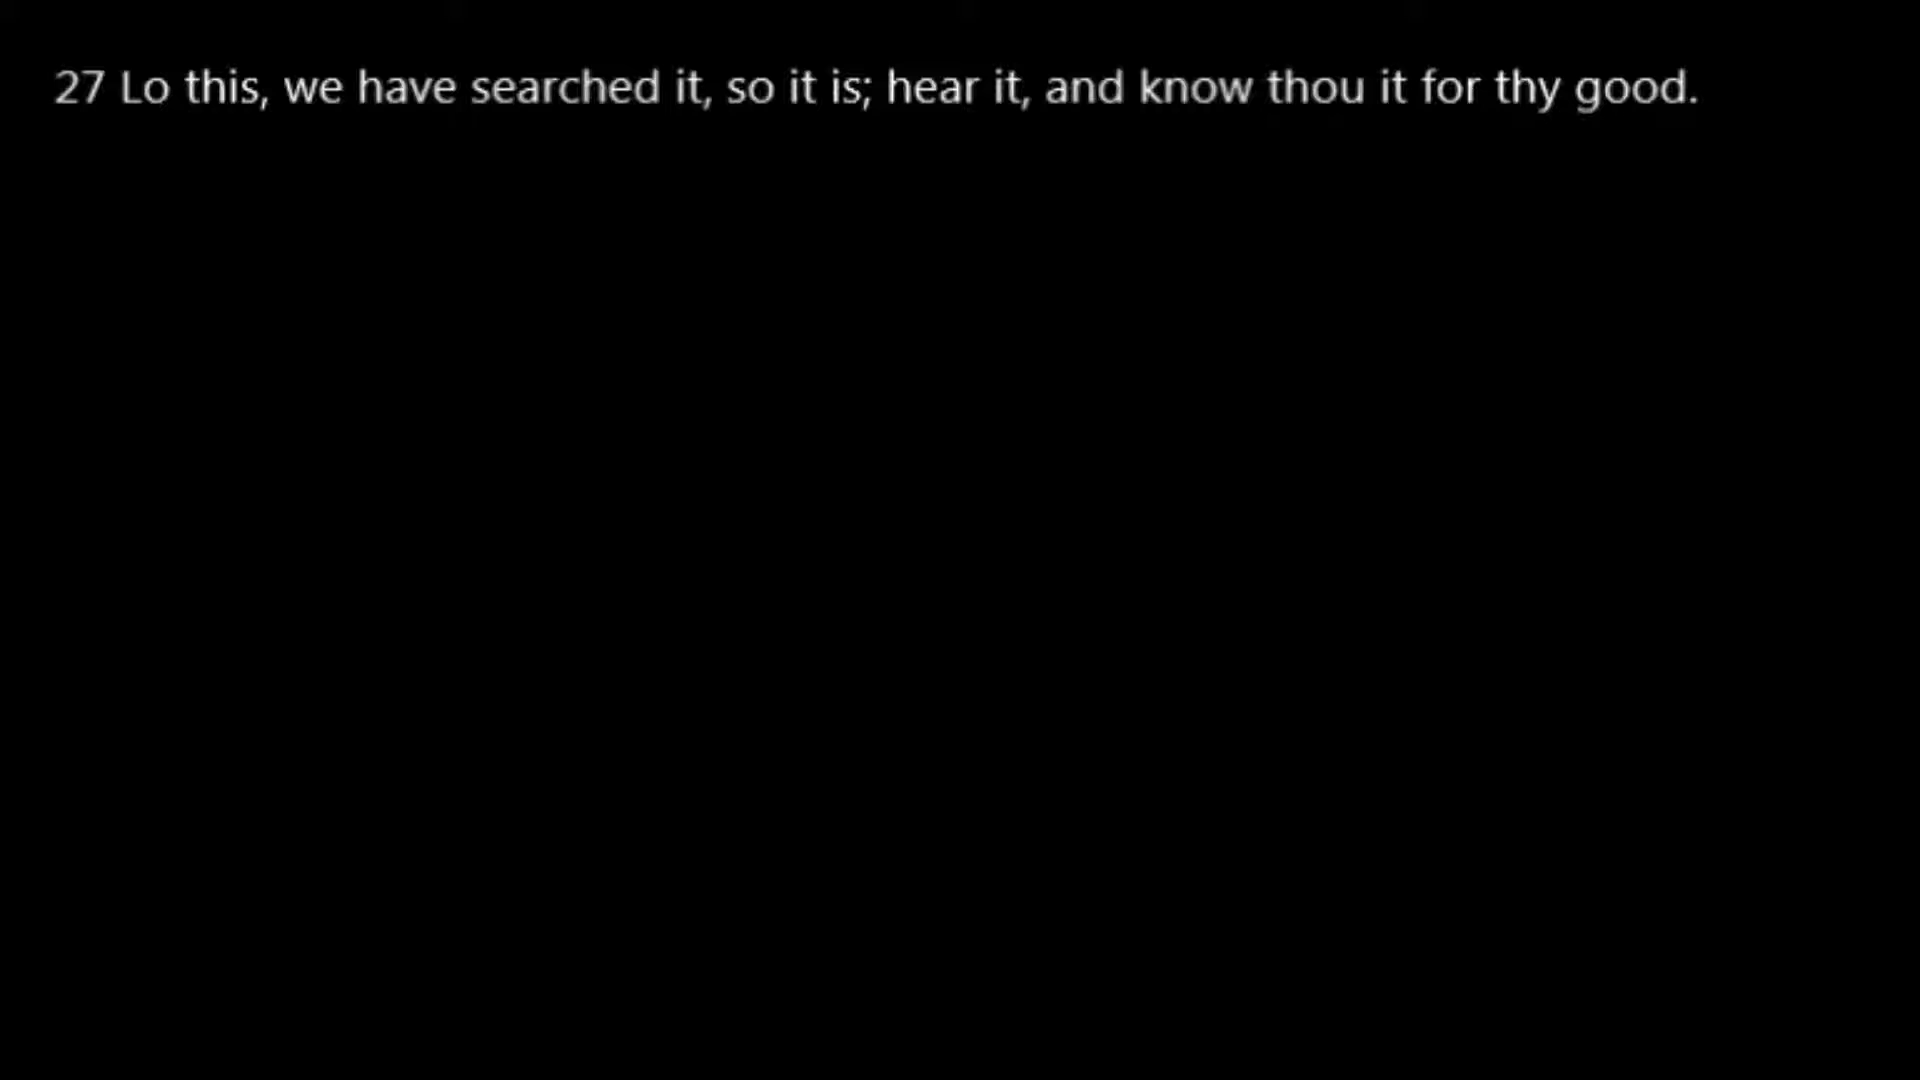 27 Lo this, we have searched it, so it is; hear it, and know thou it for thy good.